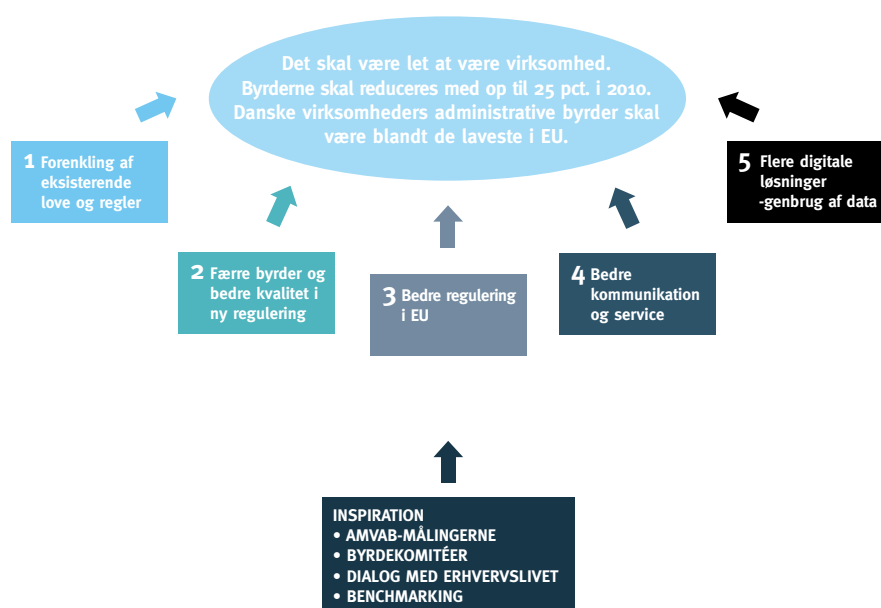 Det skal være let at være virksomhed.
Byrderne skal reduceres med op til 25 pct. i 2010.
Danske virksomheders administrative byrder skal
være blandt de laveste i EU.
1 Forenkling af
eksisterende
love og regler
2 Færre byrder og
bedre kvalitet i
ny regulering
3 Bedre regulering
i EU
4 Bedre
kommunikation
og service
5 Flere digitale
løsninger
-genbrug af data
INSPIRATION
• AMVAB-MÅLINGERNE
• BYRDEKOMITÉER
• DIALOG MED ERHVERVSLIVET
• BENCHMARKING